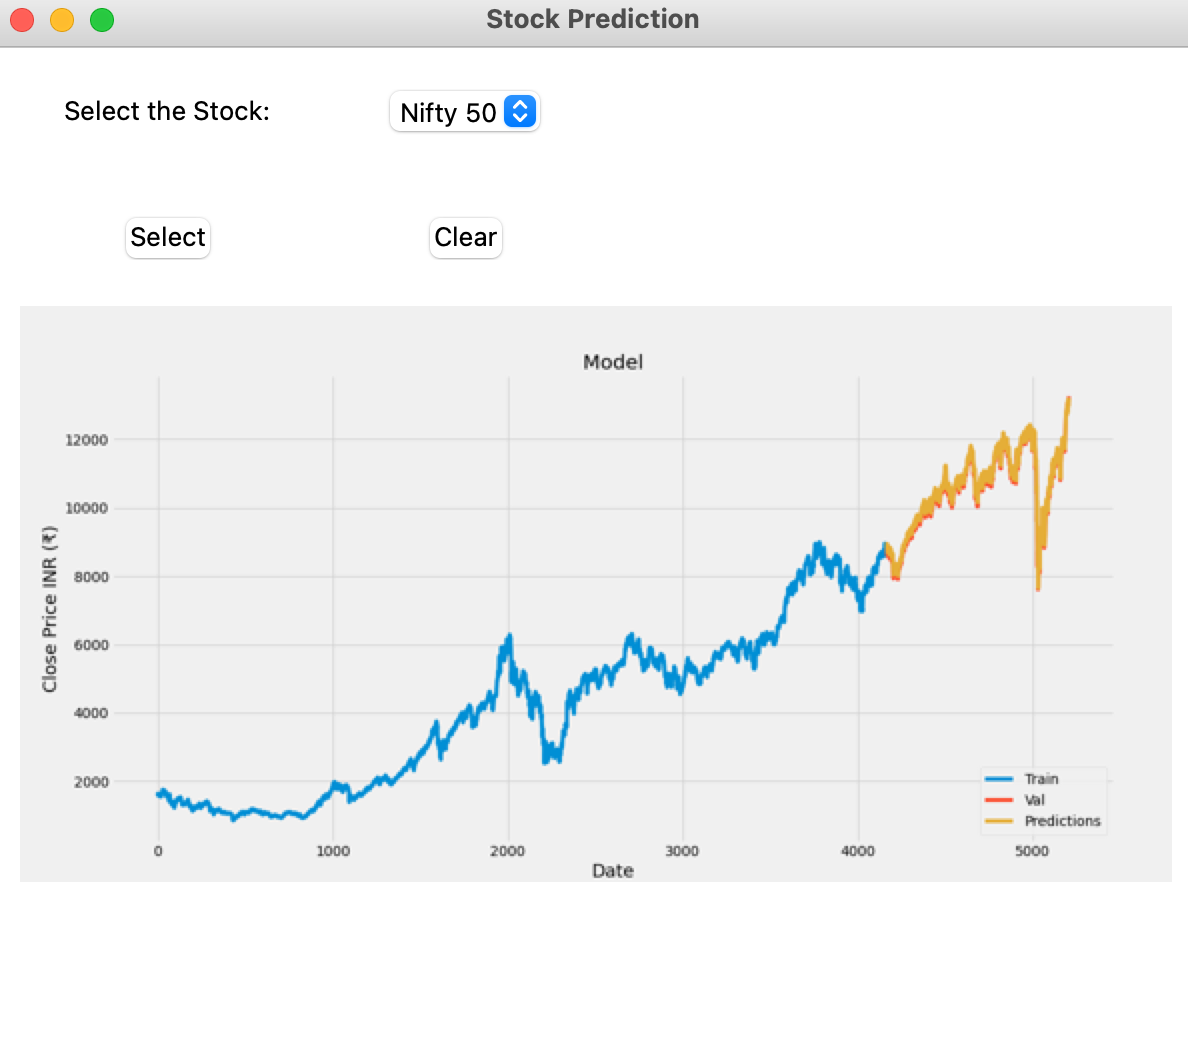 Stock Prediction
Select the Stock:
Nifty 50
Select
Clear
Model
12000
10000
8000
6000
4000
2000
Close Price INR (₹)
Train
Val
Predictions
0
1000
2000
3000
4000
5000
Date